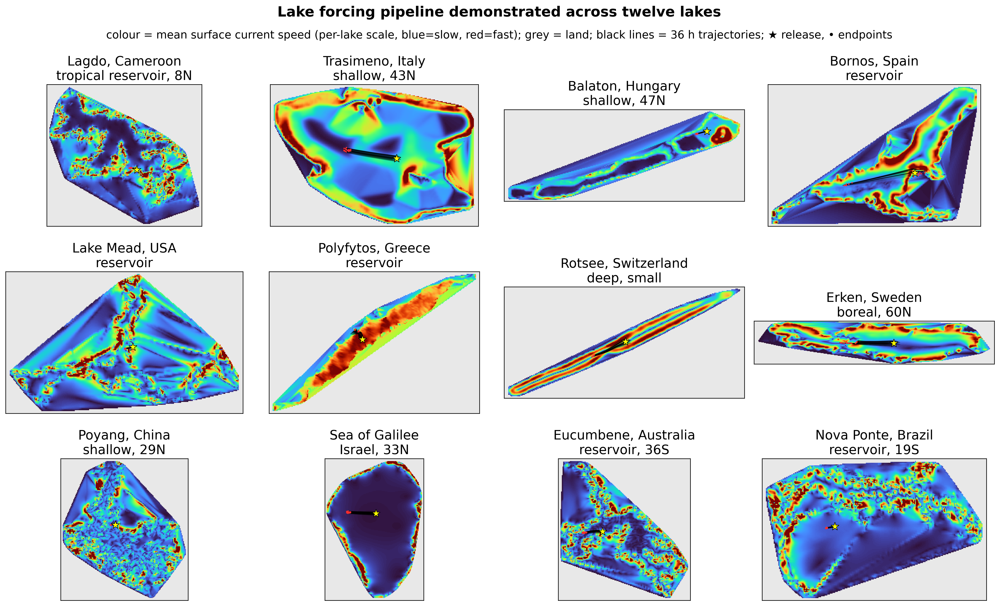 Lake forcing pipeline demonstrated across twelve lakes
colour = mean surface current speed (per-lake scale, blue=slow, red=fast); grey = land; black lines = 36 h trajectories; ★ release, • endpoints
Lagdo, Cameroon
tropical reservoir, 8N
Trasimeno, Italy
shallow, 43N
Balaton, Hungary
shallow, 47N
Bornos, Spain
reservoir
Lake Mead, USA
reservoir
Polyfytos, Greece
reservoir
Rotsee, Switzerland
deep, small
Erken, Sweden
boreal, 60N
Poyang, China
shallow, 29N
Sea of Galilee
Israel, 33N
Eucumbene, Australia
reservoir, 36S
Nova Ponte, Brazil
reservoir, 19S